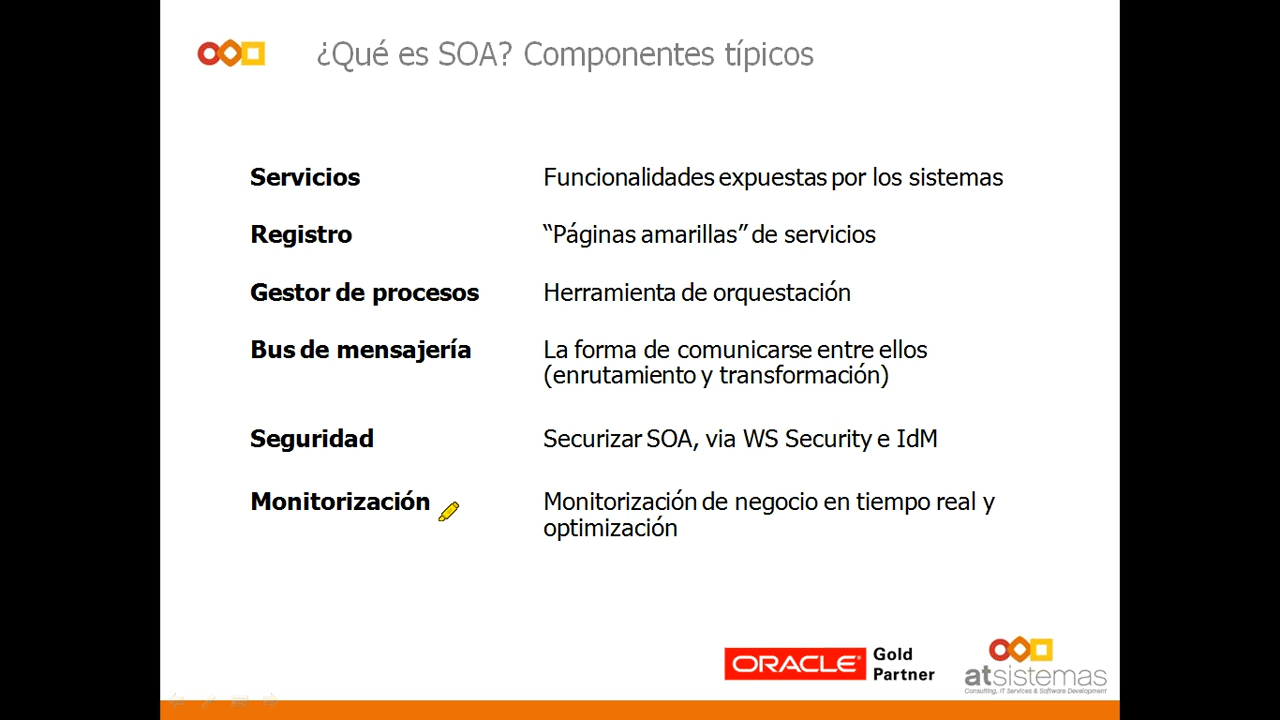 ¿Qué es SOA? Componentes típicos
Servicios Funcionalidades expuestas por los sistemas
Registro “Páginas amarillas” de servicios
Gestor de procesos Herramienta de orquestación
Bus de mensajería La forma de comunicarse entre ellos
(enrutamiento y transformación)
Seguridad Securizar SOA, via WS Security e IdM
Monitorización Monitorización de negocio en tiempo real y
optimización
ORACLE Gold
Partner
atsistemas
Consulting, IT Services & Software Development